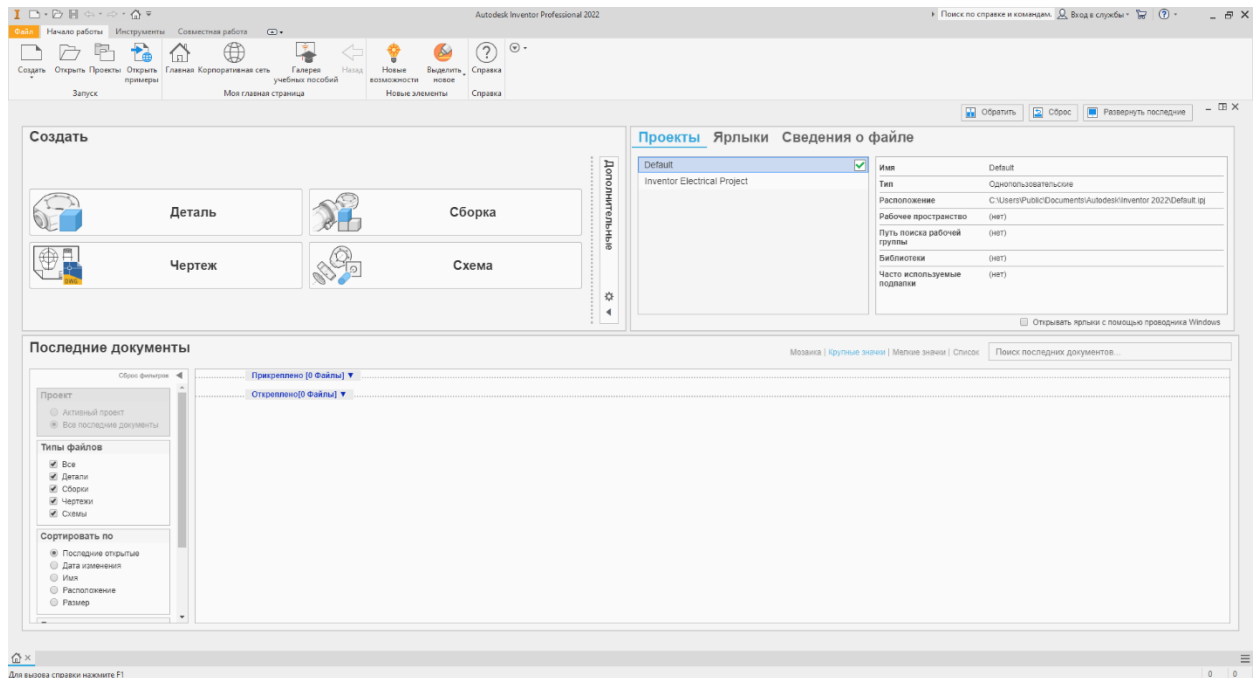 Autodesk Inventor Professional 2022
Поиск по справке и командам.
Вход в службы
Файл Начало работы Инструменты Совместная работа
Создать Открыть Проекты Открыть примеры Главная Корпоративная сеть Галерея учебных пособий Назад Новые возможности Выделить новое Справка
Запуск Моя главная страница Новые элементы Справка
Обратить Сброс Развернуть последние
Создать
Деталь Сборка
Чертеж Схема
DWG
Дополнительные
Проекты Ярлыки Сведения о файле
Default
Inventor Electrical Project
Имя Default
Тип Однопользовательские
Расположение C:\Users\Public\Documents\Autodesk\Inventor 2022\Default.ipj
Рабочее пространство (нет)
Путь поиска рабочей группы (нет)
Библиотеки (нет)
Часто используемые подпапки (нет)
Открывать ярлыки с помощью проводника Windows
Последние документы
Мозаика | Крупные значки | Мелкие значки | Список
Поиск последних документов...
Сброс фильтров
Прикреплено [0 Файлы] ▼
Откреплено[0 Файлы] ▼
Проект
Активный проект
Все последние документы
Типы файлов
Все
Детали
Сборки
Чертежи
Схемы
Сортировать по
Последние открытые
Дата изменения
Имя
Расположение
Размер
Для вызова справки нажмите F1
0 0